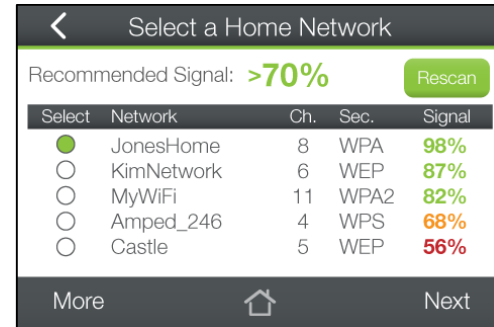 Select a Home Network
Recommended Signal: >70% Rescan
Select Network Ch. Sec. Signal
JonesHome 8 WPA 98%
KimNetwork 6 WEP 87%
MyWiFi 11 WPA2 82%
Amped_246 4 WPS 68%
Castle 5 WEP 56%
More Next